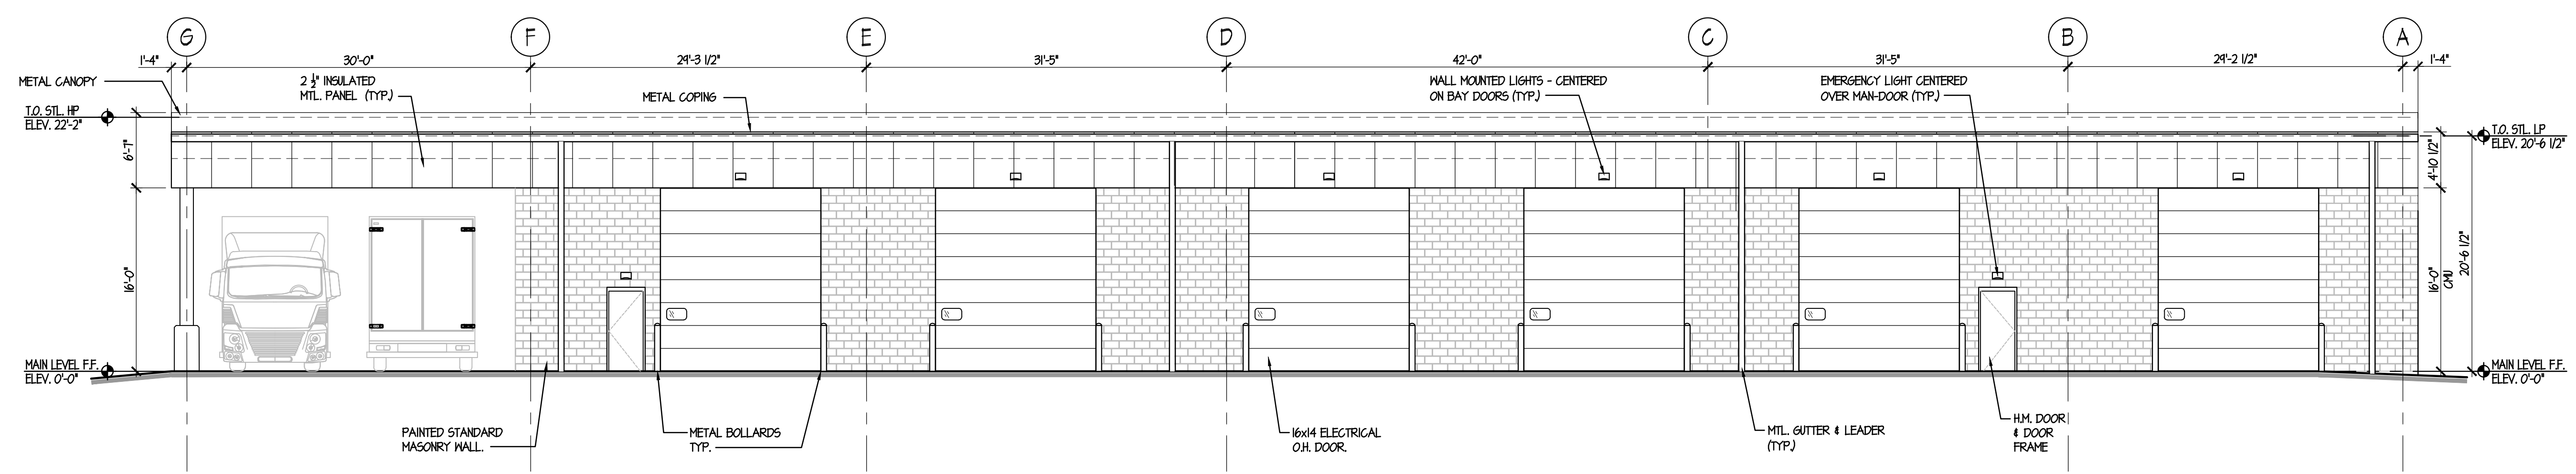 G
F
E
D
C
B
A
1'-4"
30'-0"
29'-3 1/2"
31'-5"
42'-0"
31'-5"
29'-2 1/2"
1'-4"
METAL CANOPY
2 1/2" INSULATED
MTL. PANEL (TYP.)
METAL COPING
WALL MOUNTED LIGHTS - CENTERED
ON BAY DOORS (TYP.)
EMERGENCY LIGHT CENTERED
OVER MAN-DOOR (TYP.)
T.O. STL. HP
ELEV. 22'-2"
T.O. STL. LP
ELEV. 20'-6 1/2"
6'-7"
16'-0"
4'-10 1/2"
16'-0"
CMU
20'-6 1/2"
MAIN LEVEL F.F.
ELEV. 0'-0"
MAIN LEVEL F.F.
ELEV. 0'-0"
PAINTED STANDARD
MASONRY WALL.
METAL BOLLARDS
TYP.
16x14 ELECTRICAL
O.H. DOOR.
MTL. GUTTER & LEADER
(TYP.)
H.M. DOOR
& DOOR
FRAME